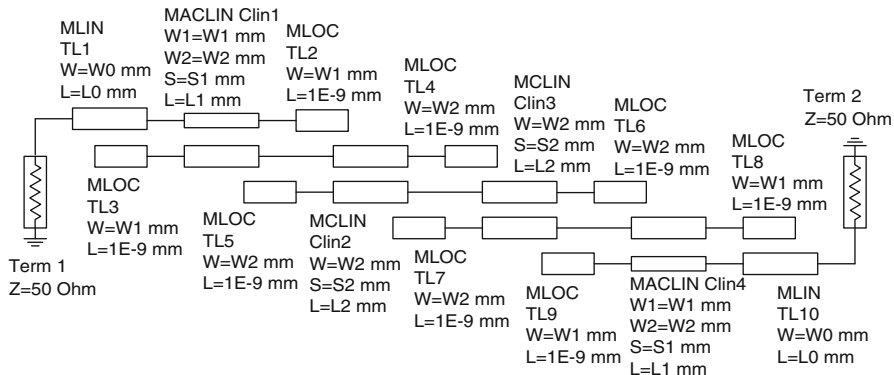 MLIN
TL1
W=W0 mm
L=L0 mm
MACLIN Clin1
W1=W1 mm
W2=W2 mm
S=S1 mm
L=L1 mm
MLOC
TL2
W=W1 mm
L=1E-9 mm
MLOC
TL4
W=W2 mm
L=1E-9 mm
MCLIN
Clin3
W=W2 mm
S=S2 mm
L=L2 mm
MLOC
TL6
W=W2 mm
L=1E-9 mm
Term 2
Z=50 Ohm
MLOC
TL8
W=W1 mm
L=1E-9 mm
Term 1
Z=50 Ohm
MLOC
TL3
W=W1 mm
L=1E-9 mm
MLOC
TL5
W=W2 mm
L=1E-9 mm
MCLIN
Clin2
W=W2 mm
S=S2 mm
L=L2 mm
MLOC
TL7
W=W2 mm
L=1E-9 mm
MLOC
TL9
W=W1 mm
L=1E-9 mm
MACLIN Clin4
W1=W1 mm
W2=W2 mm
S=S1 mm
L=L1 mm
MLIN
TL10
W=W0 mm
L=L0 mm